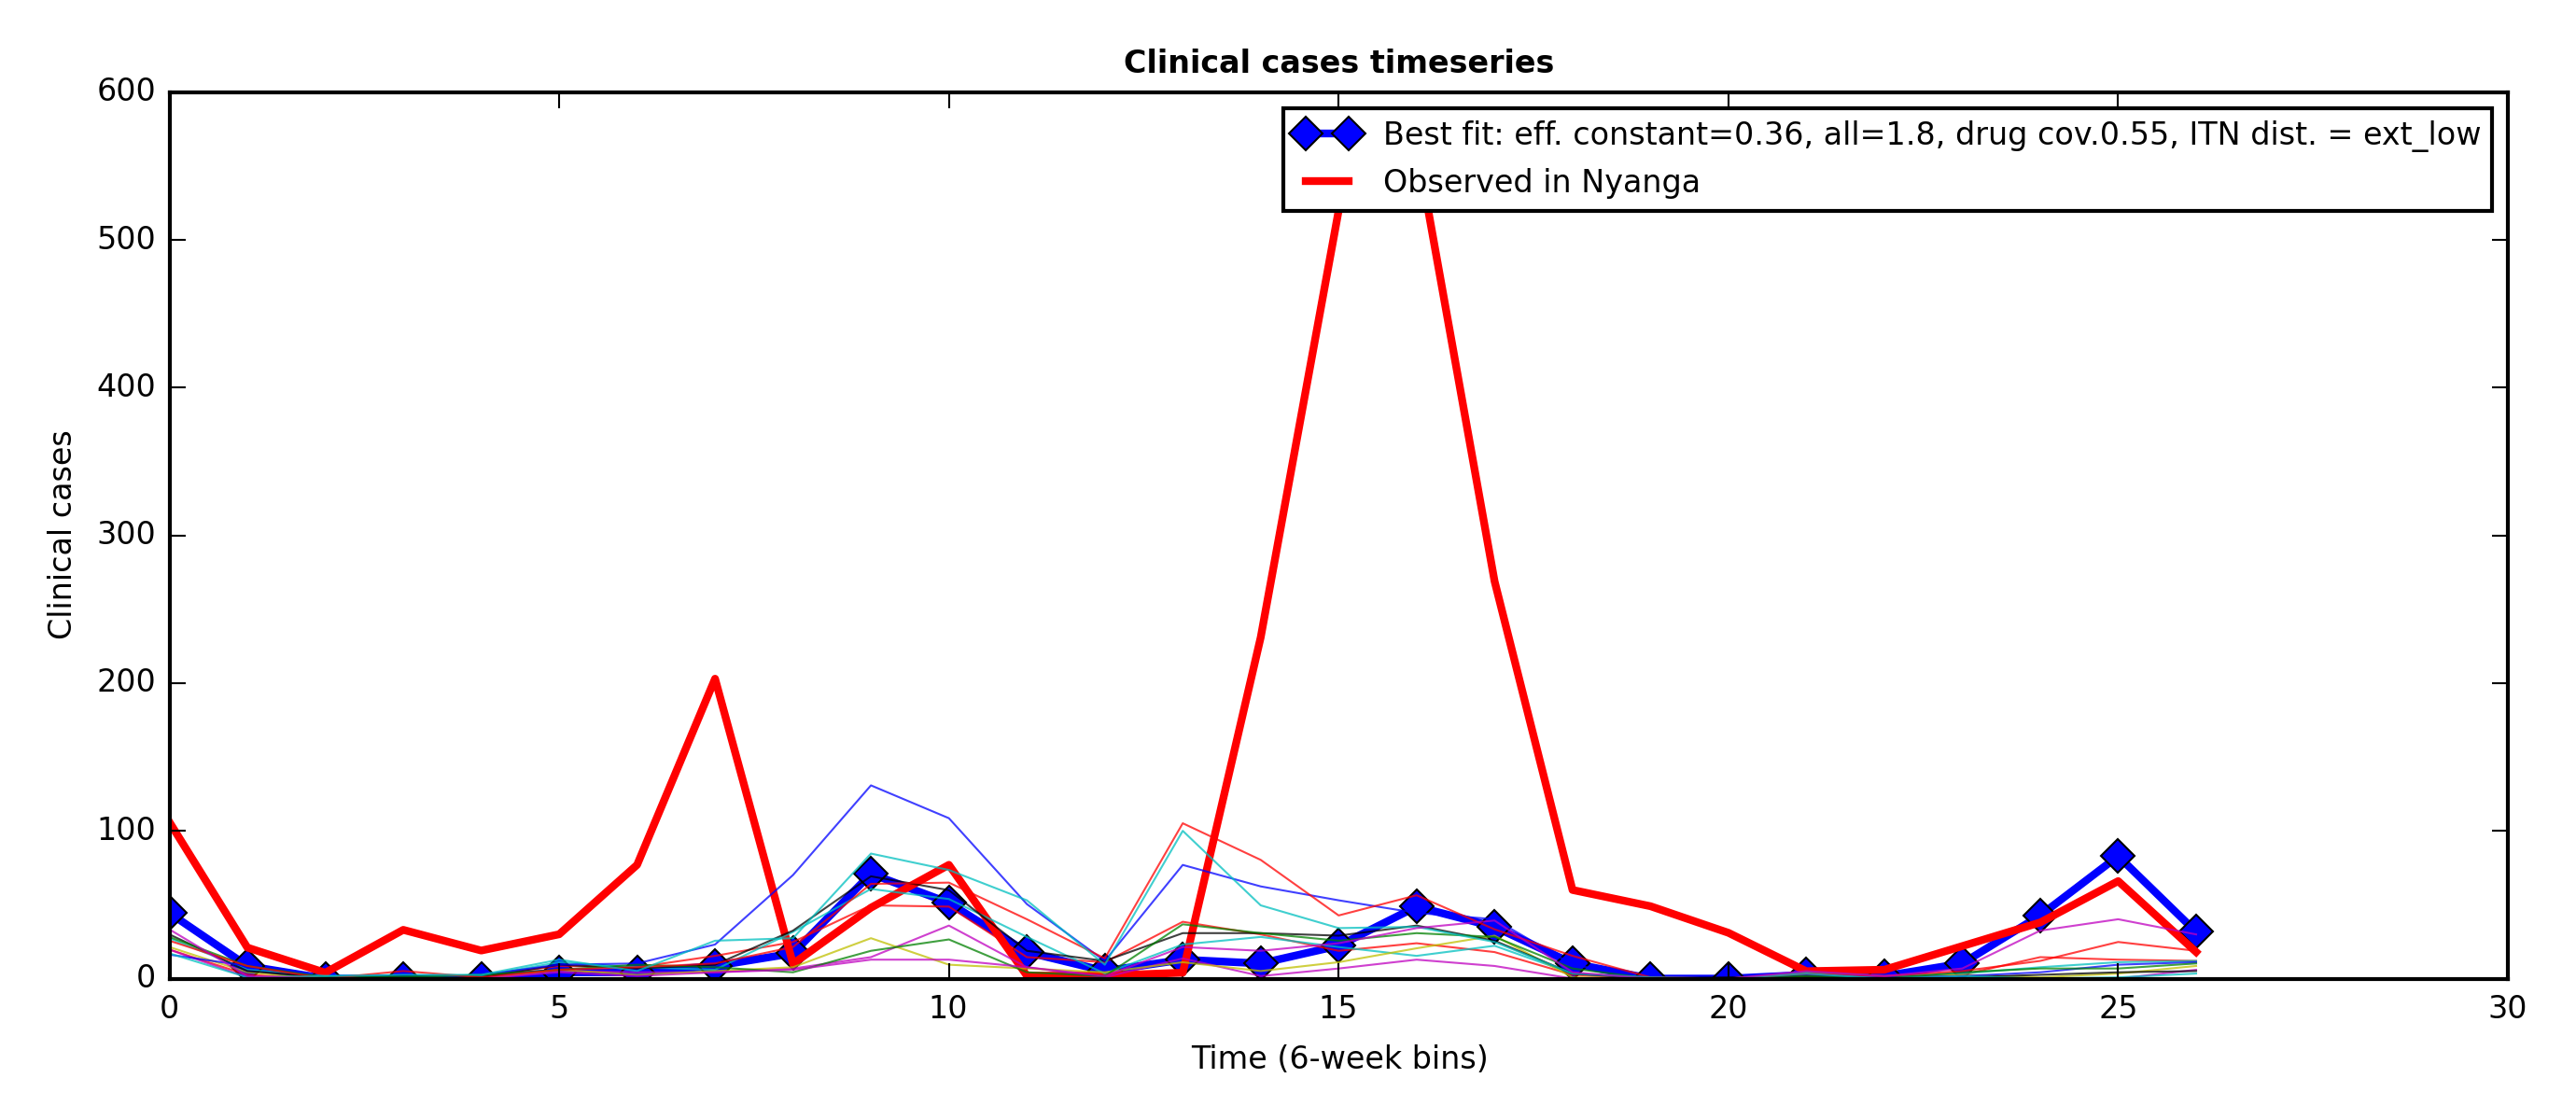 Clinical cases timeseries
Best fit: eff. constant=0.36, all=1.8, drug cov.0.55, ITN dist. = ext_low
Observed in Nyanga
600
500
400
300
200
100
0
Clinical cases
0 5 10 15 20 25 30
Time (6-week bins)